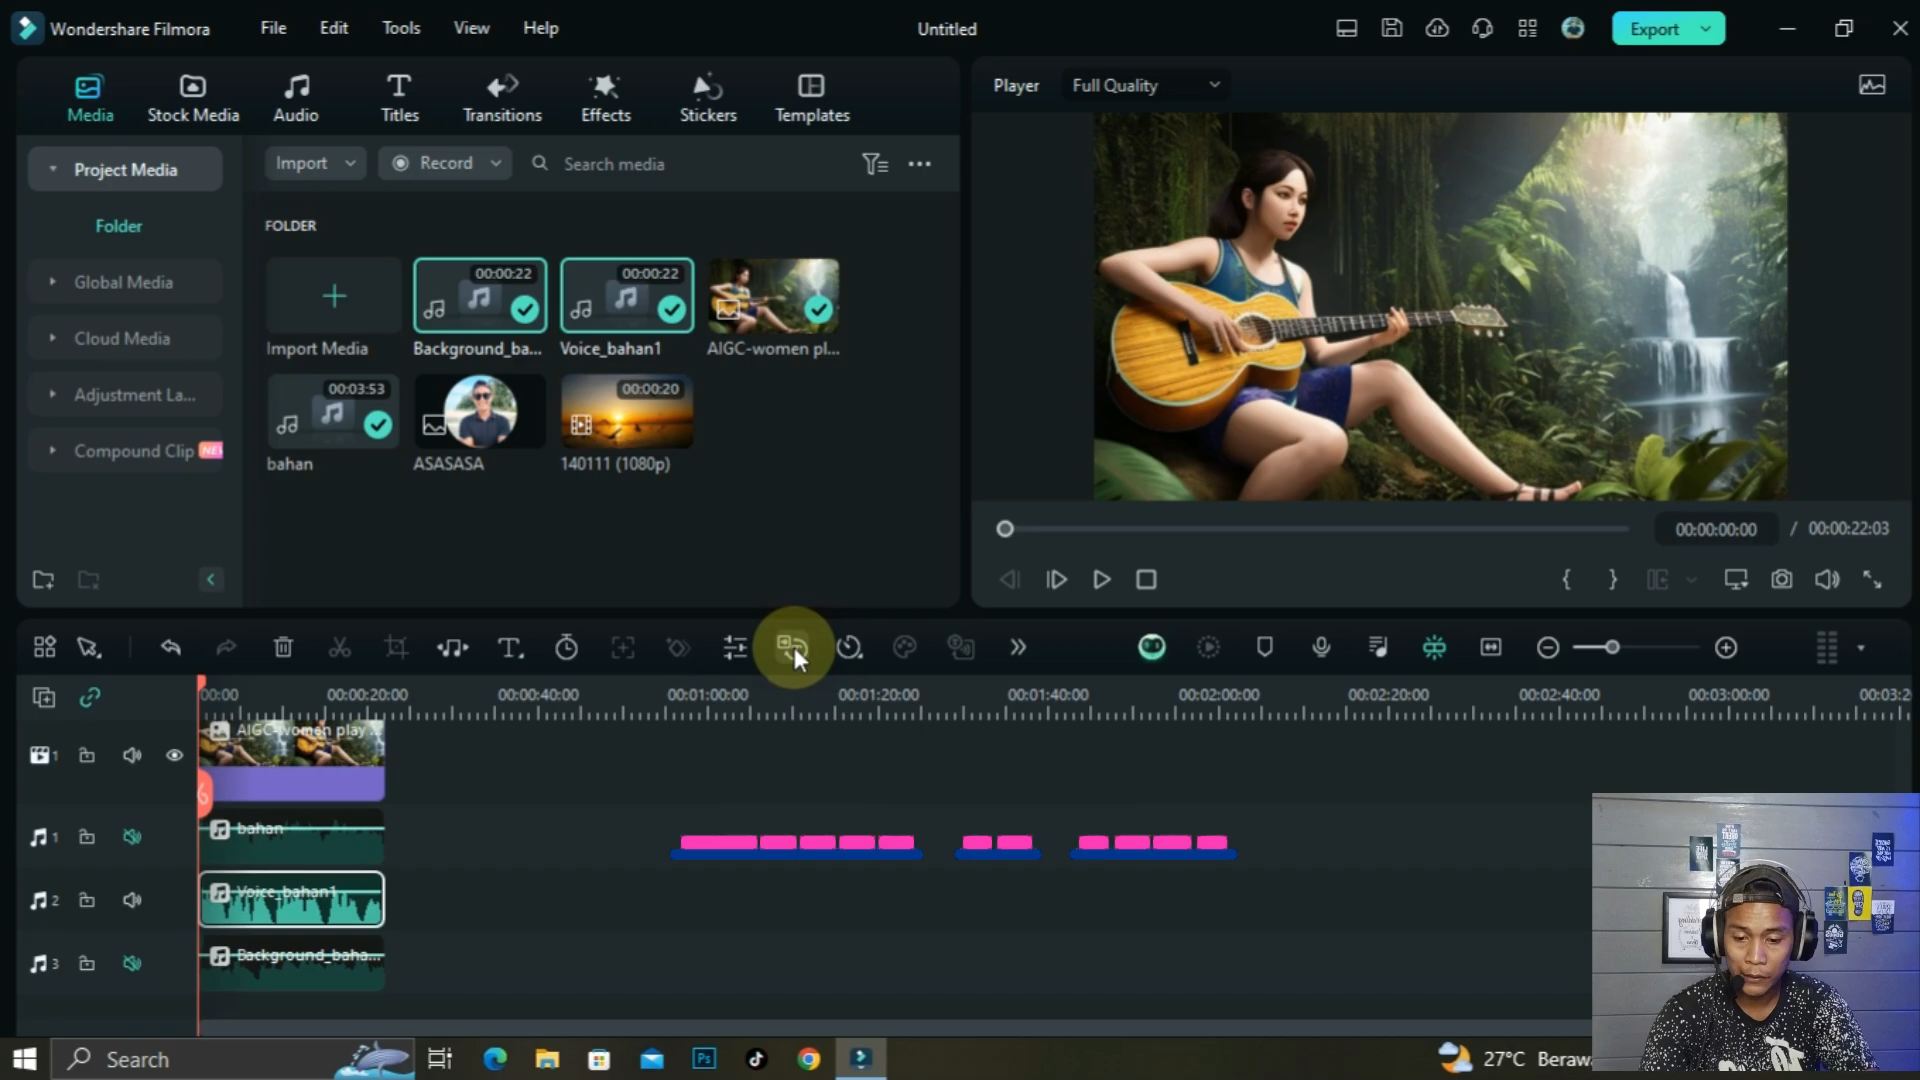 Wondershare Filmora
File
Edit
Tools
View
Help
Untitled
Export
Media
Stock Media
Audio
Titles
Transitions
Effects
Stickers
Templates
Player
Full Quality
Project Media
Folder
Global Media
Cloud Media
Adjustment La...
Compound Clip
Import
Record
Search media
FOLDER
Import Media
00:00:22
Background_ba...
00:00:22
Voice_bahan1
AIGC-women pl...
00:03:53
bahan
ASASASA
00:00:20
140111 (1080p)
00:00:00:00
/ 00:00:22:03
00:00
00:00:20:00
00:00:40:00
00:01:00:00
00:01:20:00
00:01:40:00
00:02:00:00
00:02:20:00
00:02:40:00
00:03:00:00
00:03:2
1
AIGC-women play ...
1
bahan
2
Voice_bahan1
3
Background_baha...
Search
Ps
27°C Berawa